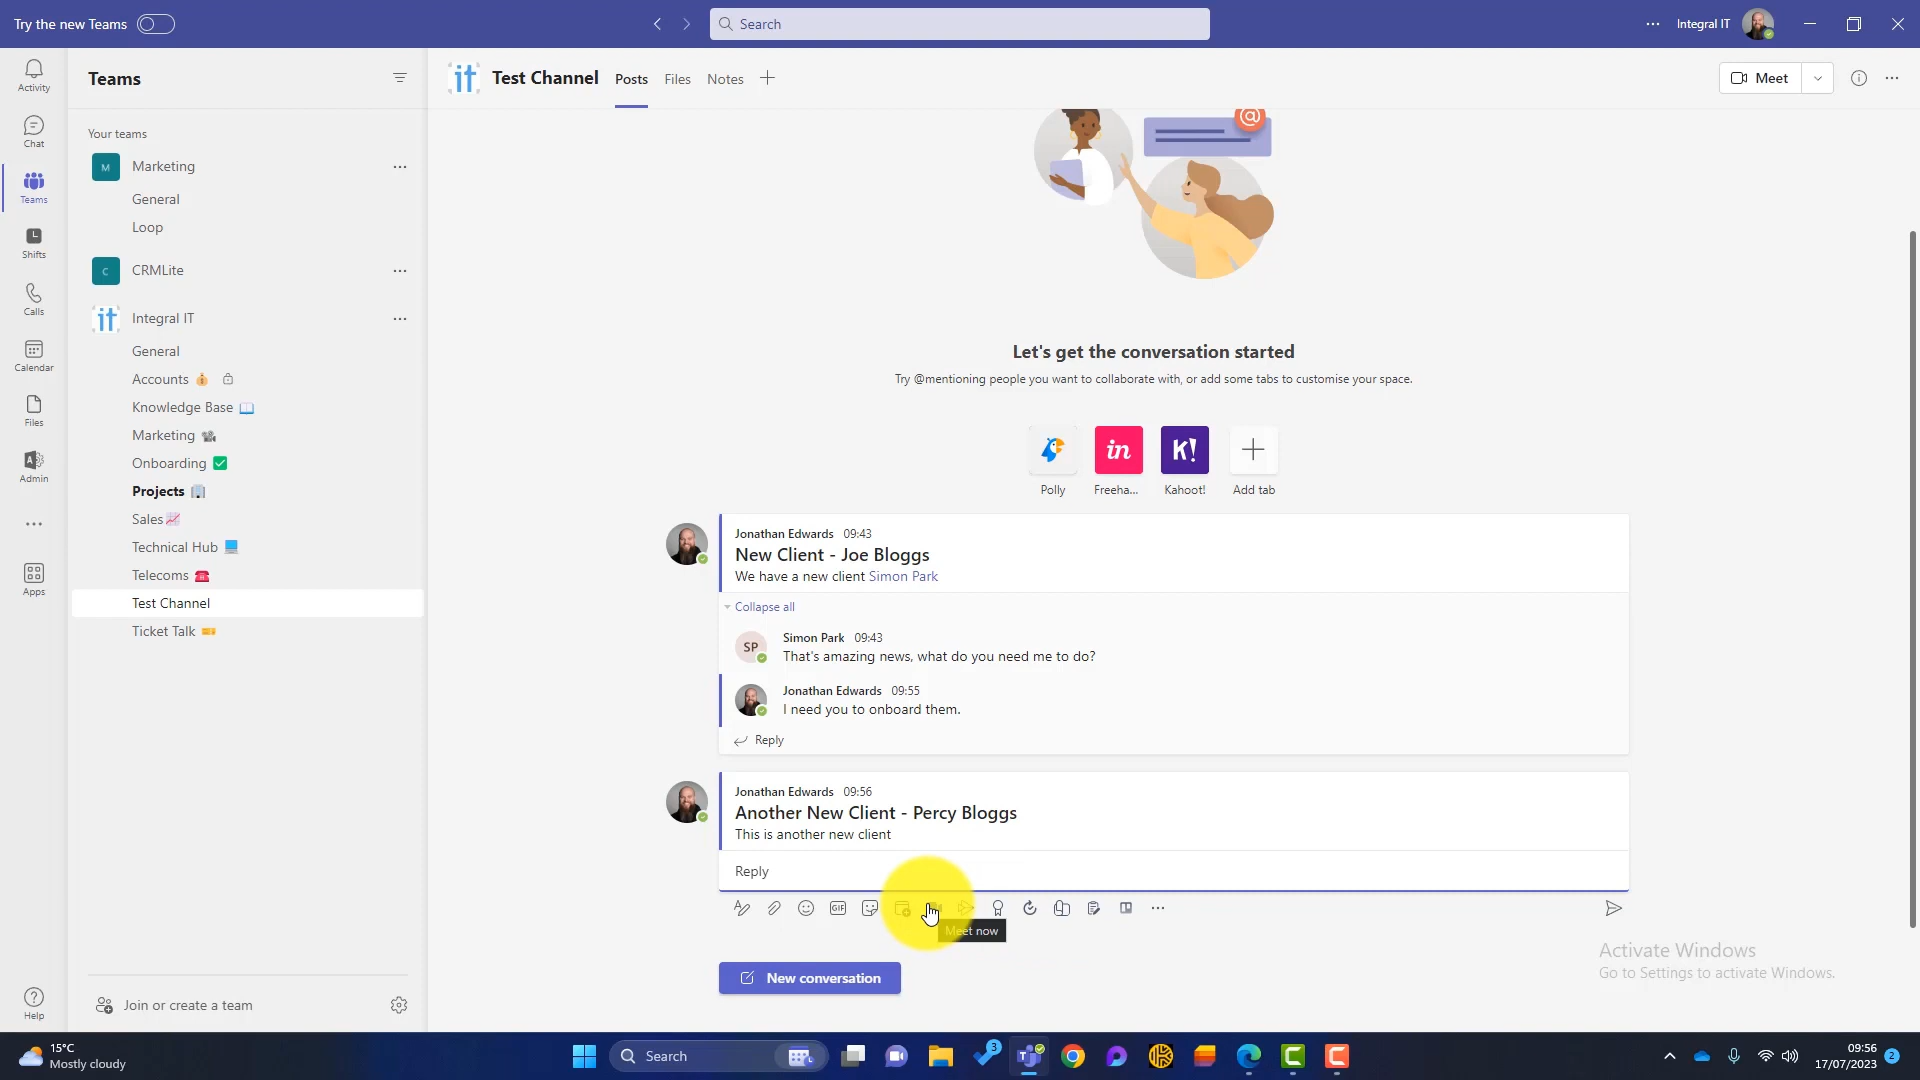 Try the new Teams
Search
Integral IT
Activity
Chat
Teams
Shifts
Calls
Calendar
Files
Admin
Apps
Help
Teams
Your teams
M
Marketing
General
Loop
C
CRMLite
it
Integral IT
General
Accounts
Knowledge Base
Marketing
Onboarding
Projects
Sales
Technical Hub
Telecoms
Test Channel
Ticket Talk
Join or create a team
it
Test Channel
Posts
Files
Notes
Meet
@
Let's get the conversation started
Try @mentioning people you want to collaborate with, or add some tabs to customise your space.
in
K!
Polly
Freeha...
Kahoot!
Add tab
Jonathan Edwards 09:43
New Client - Joe Bloggs
We have a new client Simon Park
Collapse all
SP
Simon Park 09:43
That's amazing news, what do you need me to do?
Jonathan Edwards 09:55
I need you to onboard them.
Reply
Jonathan Edwards 09:56
Another New Client - Percy Bloggs
This is another new client
Reply
GIF
Meet now
New conversation
Activate Windows
Go to Settings to activate Windows.
15°C
Mostly cloudy
Search
3
09:56
17/07/2023
2